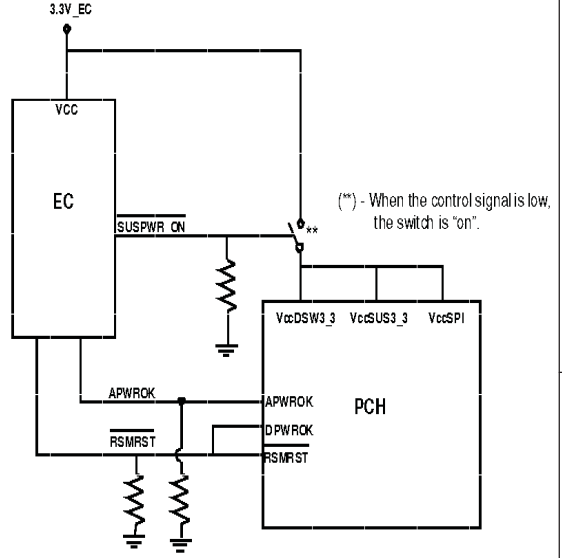 3.3V_EC
VCC
EC
SUSPWR_ON
**
(**) - When the control signal is low,
the switch is "on".
VccDSW3_3 VccSUS3_3 VccSPI
APWROK
APWROK
PCH
DPWROK
RSMRST
RSMRST